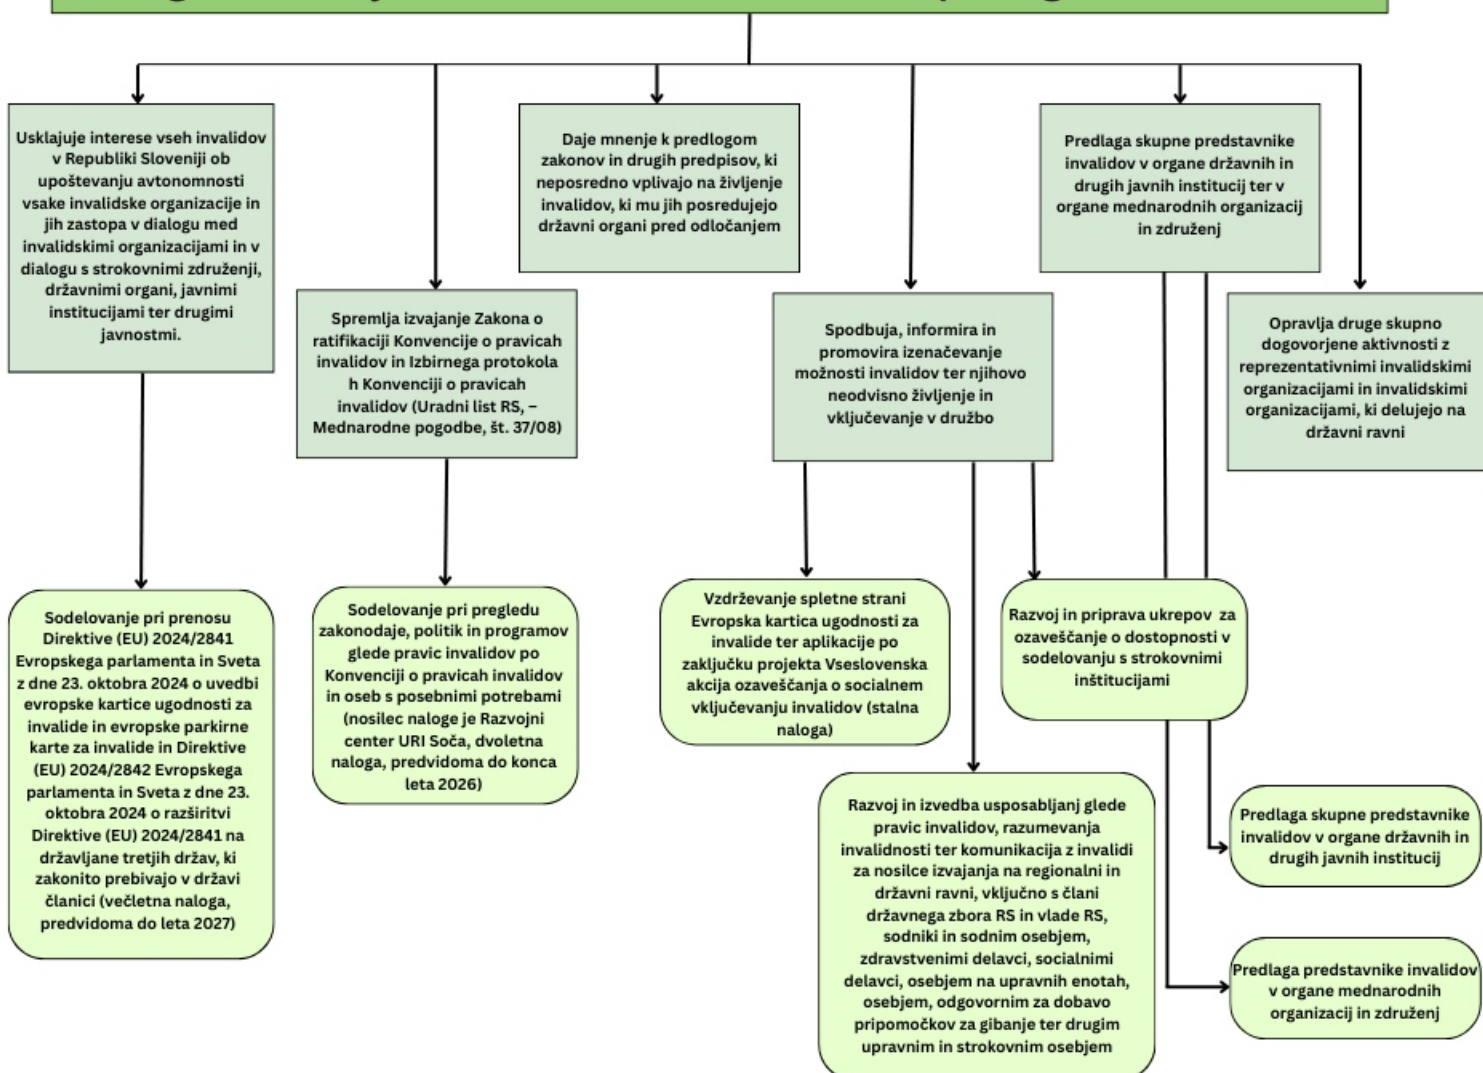 Usklajuje interese vseh invalidov
v Republiki Sloveniji ob
upoštevanju avtonomnosti
vsake invalidske organizacije in
jih zastopa v dialogu med
invalidskimi organizacijami in v
dialogu s strokovnimi združenji,
državnimi organi, javnimi
institucijami ter drugimi
javnostmi.
Spremlja izvajanje Zakona o
ratifikaciji Konvencije o pravicah
invalidov in Izbirnega protokola
h Konvenciji o pravicah
invalidov (Uradni list RS, –
Mednarodne pogodbe, št. 37/08)
Daje mnenje k predlogom
zakonov in drugih predpisov, ki
neposredno vplivajo na življenje
invalidov, ki mu jih posredujejo
državni organi pred odločanjem
Spodbuja, informira in
promovira izenačevanje
možnosti invalidov ter njihovo
neodvisno življenje in
vključevanje v družbo
Predlaga skupne predstavnike
invalidov v organe državnih in
drugih javnih institucij ter v
organe mednarodnih organizacij
in združenj
Opravlja druge skupno
dogovorjene aktivnosti z
reprezentativnimi invalidskimi
organizacijami in invalidskimi
organizacijami, ki delujejo na
državni ravni
Sodelovanje pri prenosu
Direktive (EU) 2024/2841
Evropskega parlamenta in Sveta
z dne 23. oktobra 2024 o uvedbi
evropske kartice ugodnosti za
invalide in evropske parkirne
karte za invalide in Direktive
(EU) 2024/2842 Evropskega
parlamenta in Sveta z dne 23.
oktobra 2024 o razširitvi
Direktive (EU) 2024/2841 na
državljane tretjih držav, ki
zakonito prebivajo v državi
članici (večletna naloga,
predvidoma do leta 2027)
Sodelovanje pri pregledu
zakonodaje, politik in programov
glede pravic invalidov po
Konvenciji o pravicah invalidov
in oseb s posebnimi potrebami
(nosilec naloge je Razvojni
center URI Soča, dvoletna
naloga, predvidoma do konca
leta 2026)
Vzdrževanje spletne strani
Evropska kartica ugodnosti za
invalide ter aplikacije po
zaključku projekta Vseslovenska
akcija ozaveščanja o socialnem
vključevanju invalidov (stalna
naloga)
Razvoj in priprava ukrepov za
ozaveščanje o dostopnosti v
sodelovanju s strokovnimi
inštitucijami
Razvoj in izvedba usposabljanj glede
pravic invalidov, razumevanja
invalidnosti ter komunikacija z invalidi
za nosilce izvajanja na regionalni in
državni ravni, vključno s člani
državnega zbora RS in vlade RS,
sodniki in sodnim osebjem,
zdravstvenimi delavci, socialnimi
delavci, osebjem na upravnih enotah,
osebjem, odgovornim za dobavo
pripomočkov za gibanje ter drugim
upravnim in strokovnim osebjem
Predlaga skupne predstavnike
invalidov v organe državnih in
drugih javnih institucij
Predlaga predstavnike invalidov
v organe mednarodnih
organizacij in združenj